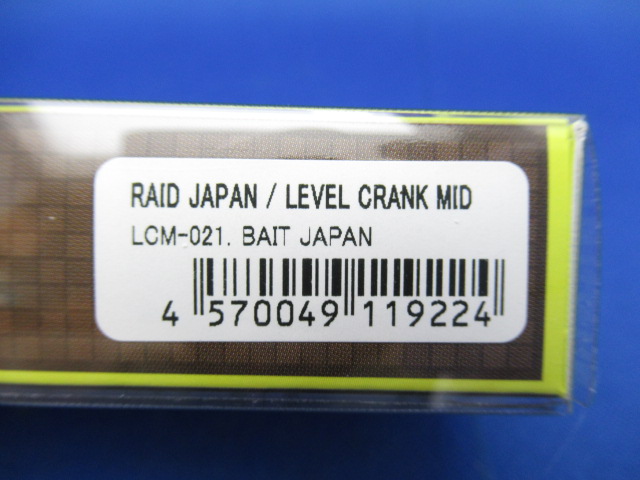 RAID JAPAN / LEVEL CRANK MID
LCM-021. BAIT JAPAN
4 570049 119224